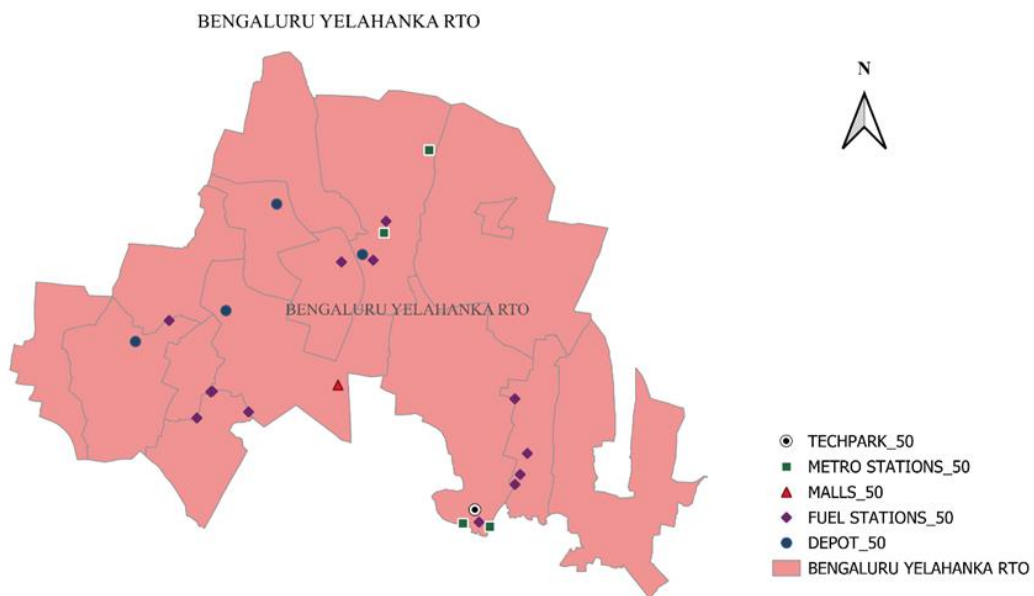 BENGALURU YELAHANKA RTO
N
BENGALURU YELAHANKA RTO
TECHPARK_50
METRO STATIONS_50
MALLS_50
FUEL STATIONS_50
DEPOT_50
BENGALURU YELAHANKA RTO